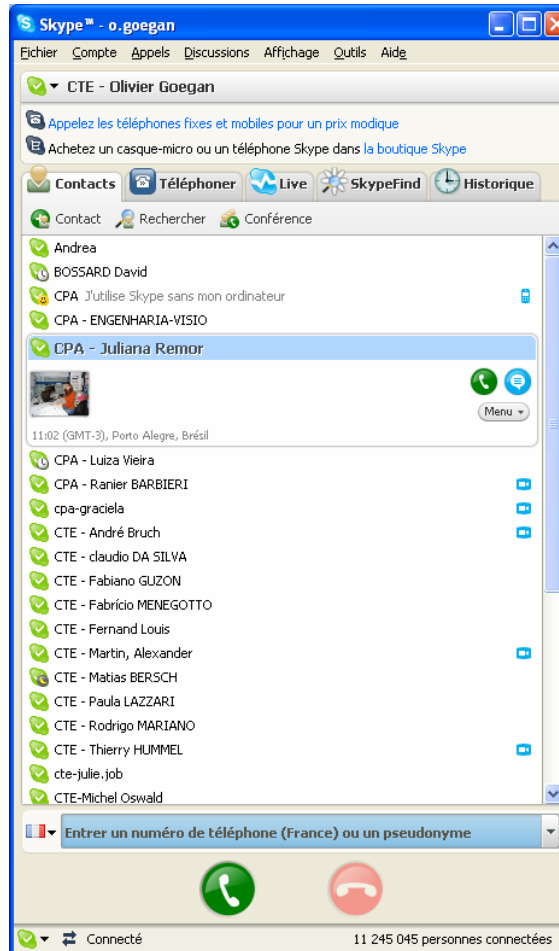 Skype™ - o.goegan
Fichier Compte Appels Discussions Affichage Outils Aide
CTE - Olivier Goegan
Appelez les téléphones fixes et mobiles pour un prix modique
Achetez un casque-micro ou un téléphone Skype dans la boutique Skype
Contacts Téléphoner Live SkypeFind Historique
Contact Rechercher Conférence
Andrea
BOSSARD David
CPA J'utilise Skype sans mon ordinateur
CPA - ENGENHARIA-VISIO
CPA - Juliana Remor
Menu
11:02 (GMT-3), Porto Alegre, Brésil
CPA - Luiza Vieira
CPA - Ranier BARBIERI
cpa-graciela
CTE - André Bruch
CTE - claudio DA SILVA
CTE - Fabiano GUZON
CTE - Fabrício MENEGOTTO
CTE - Fernand Louis
CTE - Martin, Alexander
CTE - Matias BERSCH
CTE - Paula LAZZARI
CTE - Rodrigo MARIANO
CTE - Thierry HUMMEL
cte-julie.job
CTE-Michel Oswald
Entrer un numéro de téléphone (France) ou un pseudonyme
Connecté 11 245 045 personnes connectées